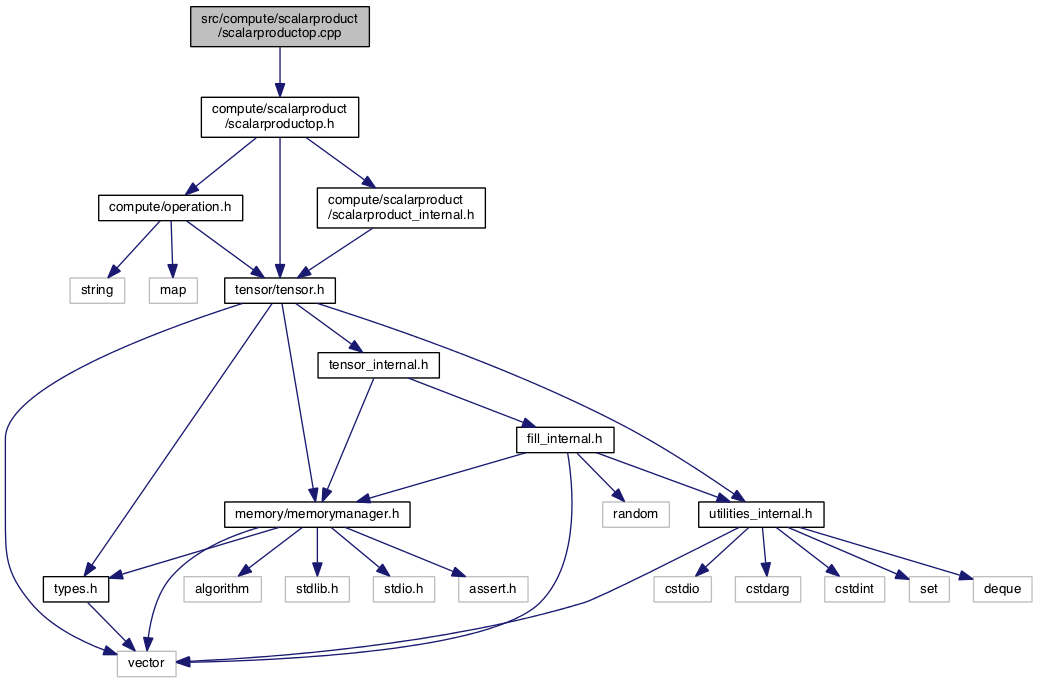 src/compute/scalarproduct
/scalarproductop.cpp
compute/scalarproduct
/scalarproductop.h
compute/operation.h
compute/scalarproduct
/scalarproduct_internal.h
string
map
tensor/tensor.h
tensor_internal.h
fill_internal.h
memory/memorymanager.h
random
utilities_internal.h
types.h
algorithm
stdlib.h
stdio.h
assert.h
cstdio
cstdarg
cstdint
set
deque
vector